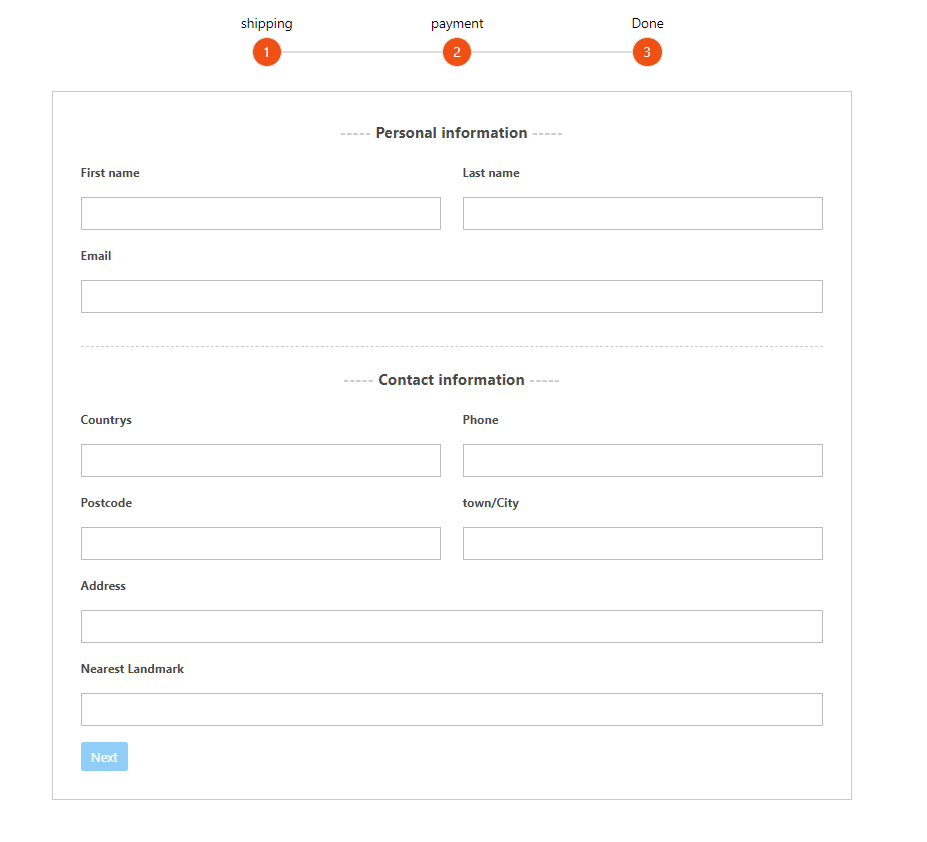 shipping payment Done
1 2 3
----- Personal information -----
First name Last name
Email
----- Contact information -----
Countrys Phone
Postcode town/City
Address
Nearest Landmark
Next